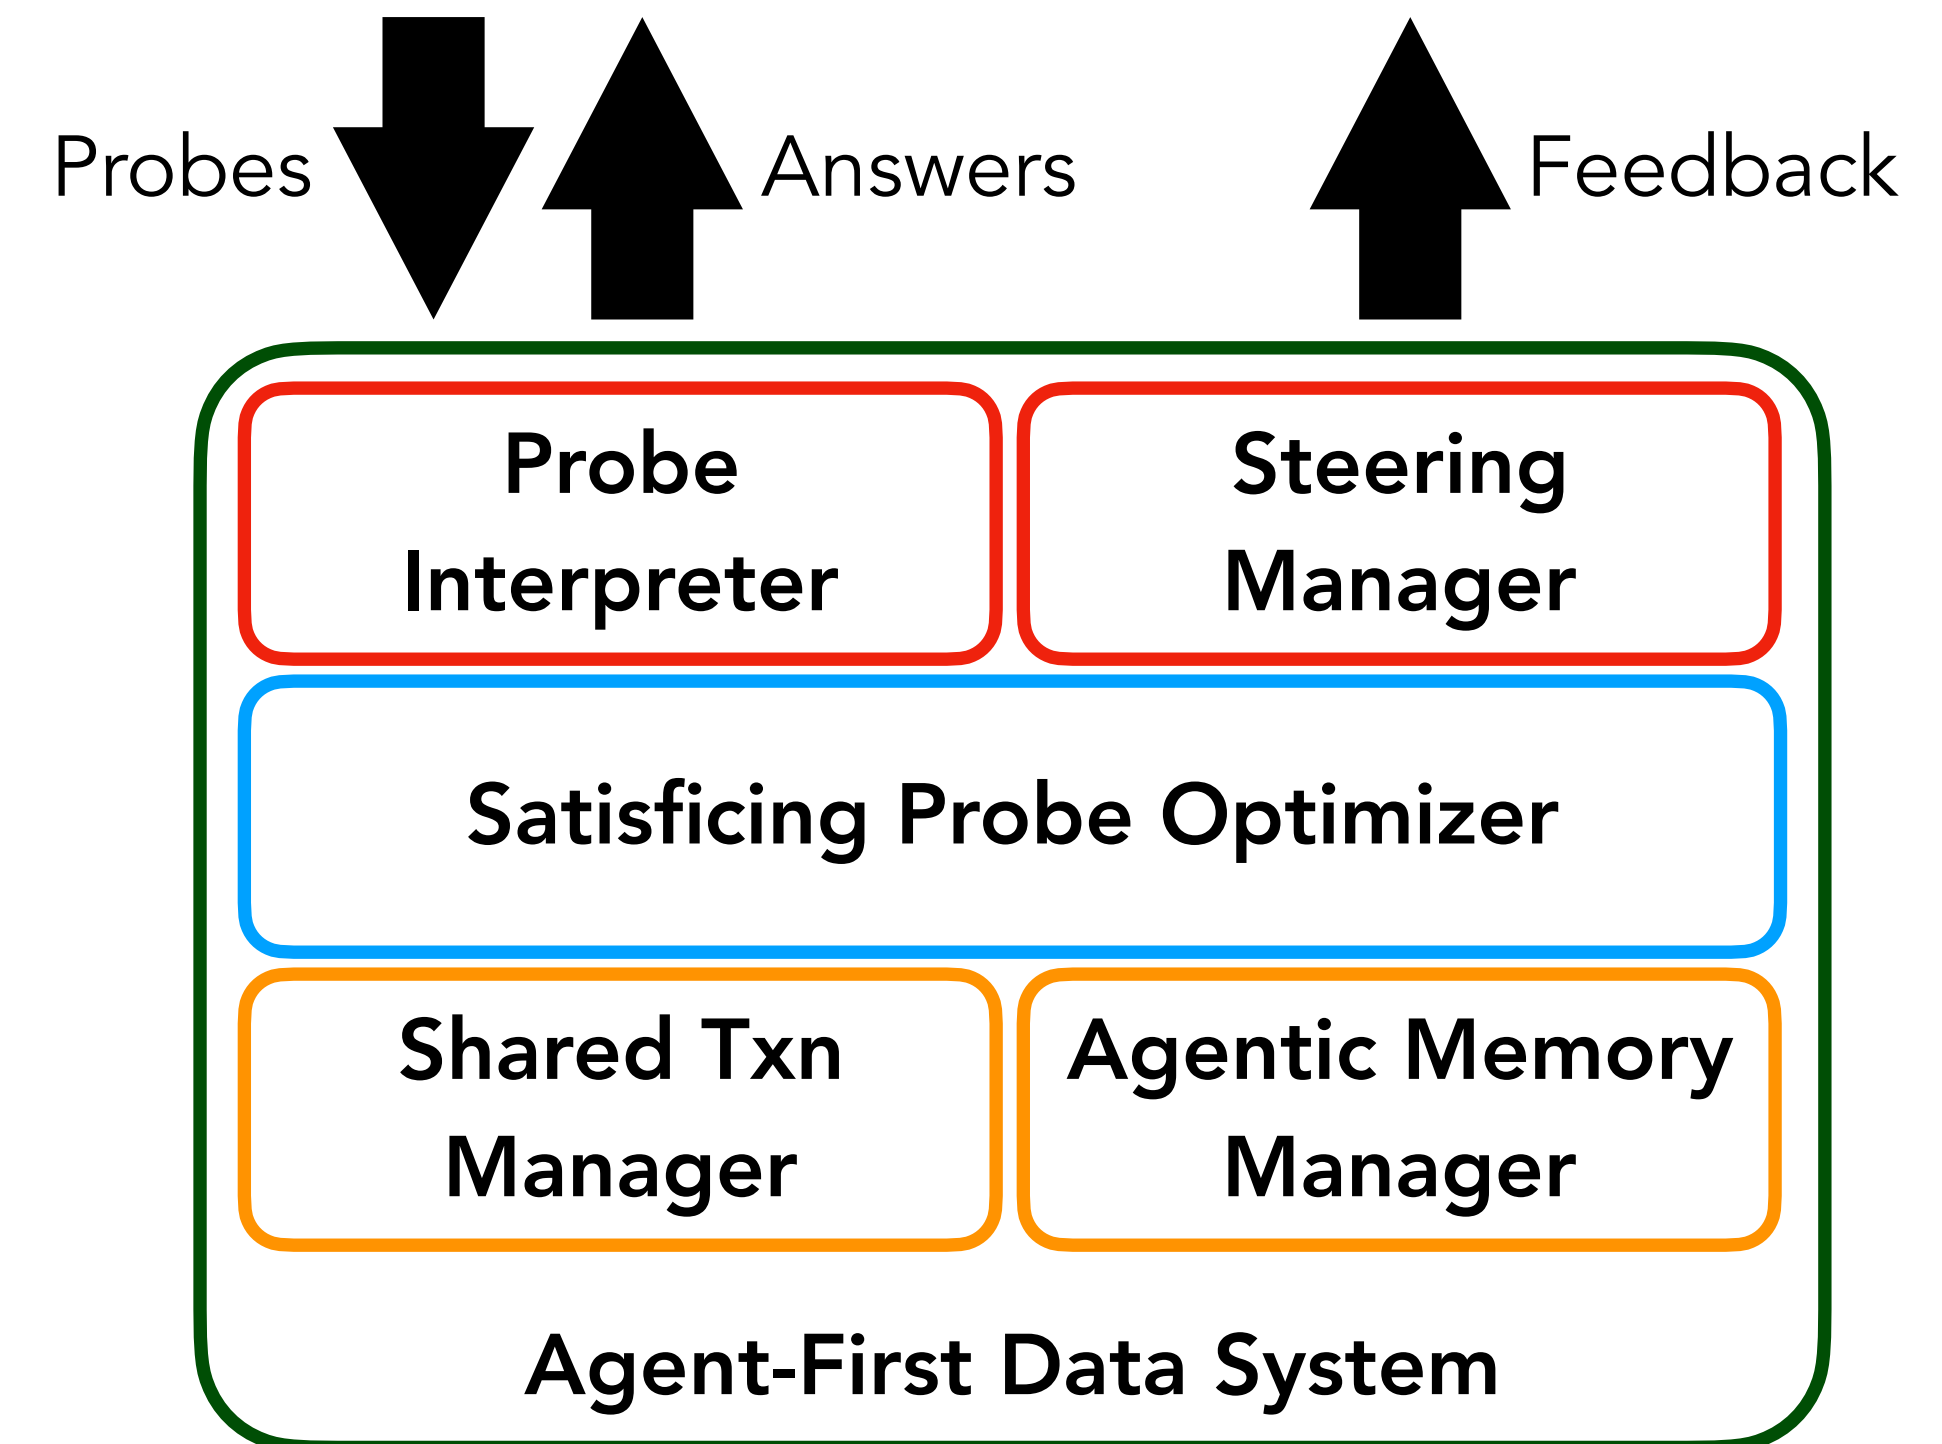 Probes
Answers
Feedback
Probe
Interpreter
Steering
Manager
Satisficing Probe Optimizer
Shared Txn
Manager
Agentic Memory
Manager
Agent-First Data System